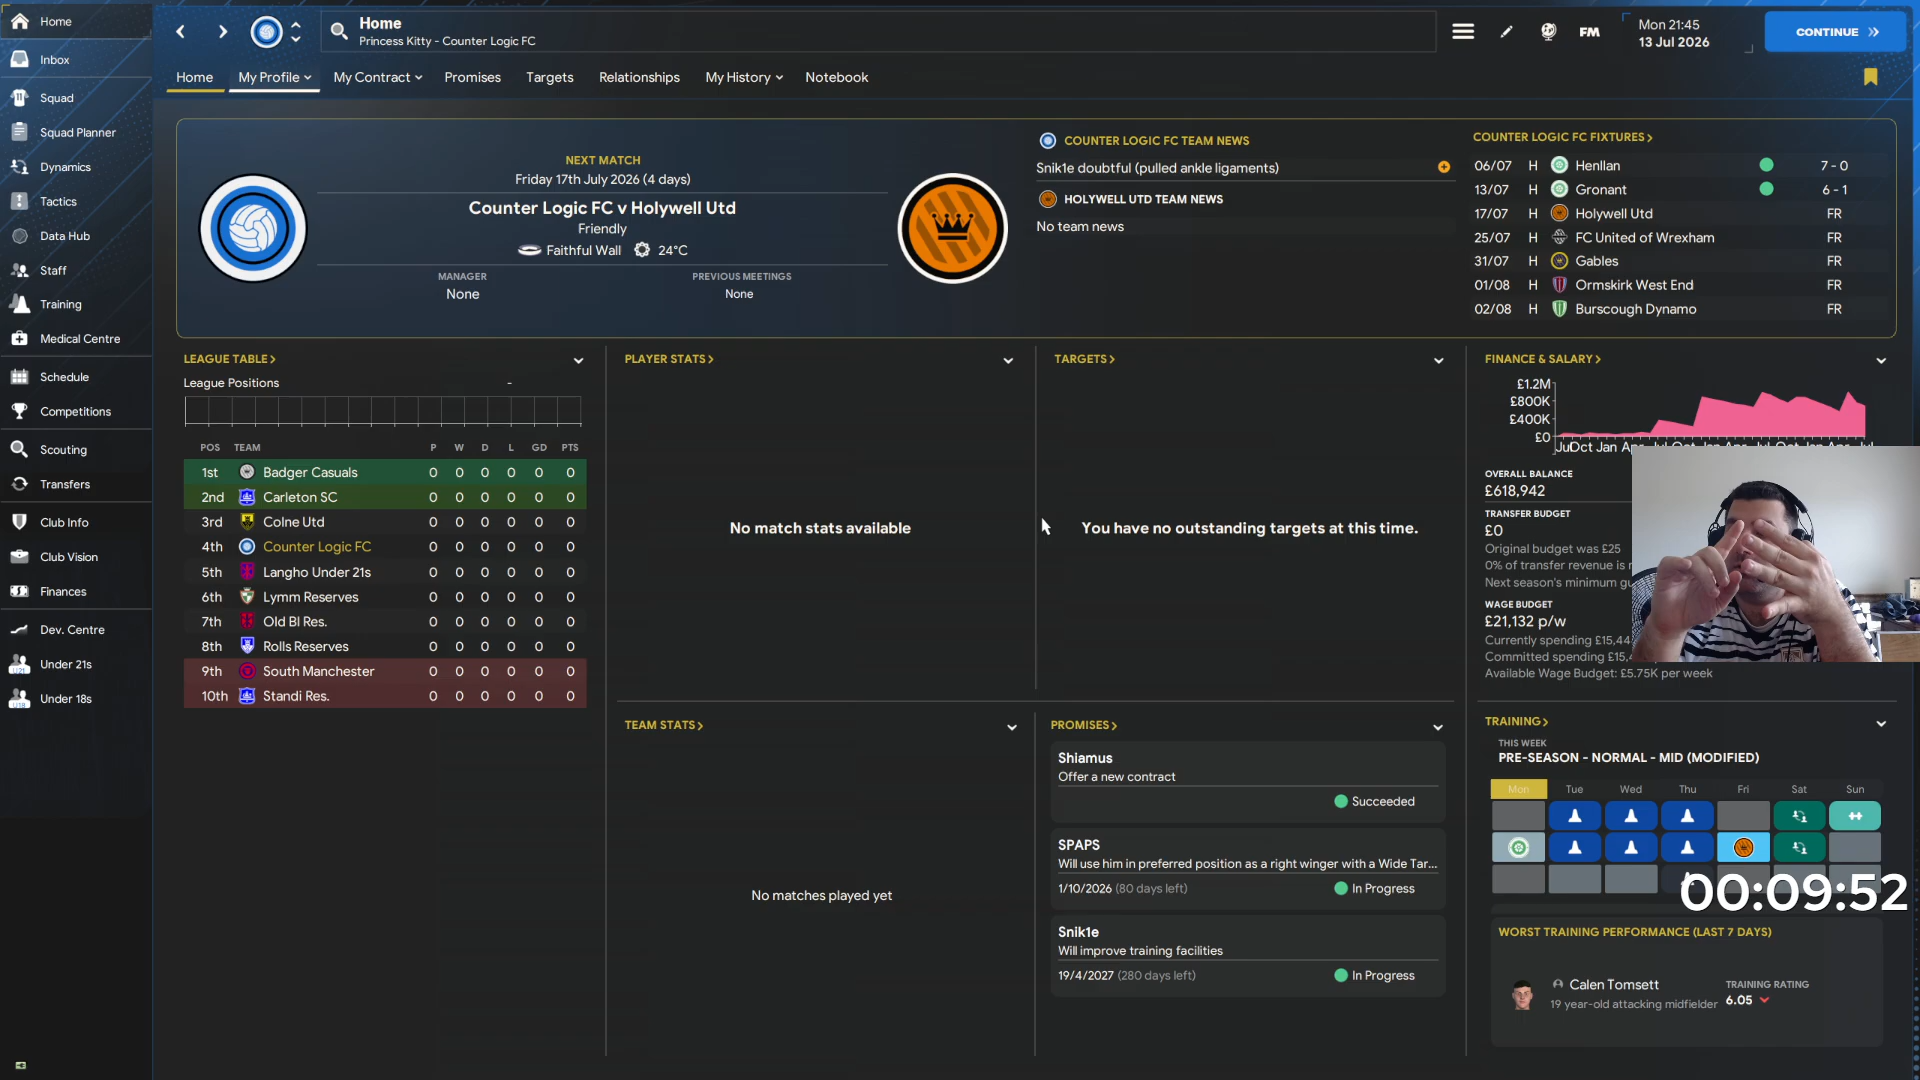 Home
Inbox
Squad
Squad Planner
Dynamics
Tactics
Data Hub
Staff
Training
Medical Centre
Schedule
Competitions
Scouting
Transfers
Club Info
Club Vision
Finances
Dev. Centre
Under 21s
Under 18s
Home
Princess Kitty - Counter Logic FC
FM
Mon 21:45
13 Jul 2026
CONTINUE
Home My Profile My Contract Promises Targets Relationships My History Notebook
NEXT MATCH
Friday 17th July 2026 (4 days)
Counter Logic FC v Holywell Utd
Friendly
Faithful Wall 24°C
MANAGER PREVIOUS MEETINGS
None None
COUNTER LOGIC FC TEAM NEWS
Snik1e doubtful (pulled ankle ligaments)
HOLYWELL UTD TEAM NEWS
No team news
COUNTER LOGIC FC FIXTURES >
06/07 H Henllan 7 - 0
13/07 H Gronant 6 - 1
17/07 H Holywell Utd FR
25/07 H FC United of Wrexham FR
31/07 H Gables FR
01/08 H Ormskirk West End FR
02/08 H Burscough Dynamo FR
LEAGUE TABLE >
League Positions -
POS TEAM P W D L GD PTS
1st Badger Casuals 0 0 0 0 0 0
2nd Carleton SC 0 0 0 0 0 0
3rd Colne Utd 0 0 0 0 0 0
4th Counter Logic FC 0 0 0 0 0 0
5th Langho Under 21s 0 0 0 0 0 0
6th Lymm Reserves 0 0 0 0 0 0
7th Old Bl Res. 0 0 0 0 0 0
8th Rolls Reserves 0 0 0 0 0 0
9th South Manchester 0 0 0 0 0 0
10th Standi Res. 0 0 0 0 0 0
PLAYER STATS >
No match stats available
TARGETS >
You have no outstanding targets at this time.
FINANCE & SALARY >
£1.2M
£800K
£400K
£0
Oct Jan
OVERALL BALANCE
£618,942
TRANSFER BUDGET
£0
Original budget was £25
0% of transfer revenue is
Next season's minimum
WAGE BUDGET
£21,132 p/w
Currently spending £15,44
Committed spending £15,
Available Wage Budget: £5.75K per week
TEAM STATS >
No matches played yet
PROMISES >
Shiamus
Offer a new contract
Succeeded
SPAPS
Will use him in preferred position as a right winger with a Wide Tar...
1/10/2026 (80 days left) In Progress
Snik1e
Will improve training facilities
19/4/2027 (280 days left) In Progress
TRAINING >
THIS WEEK
PRE-SEASON - NORMAL - MID (MODIFIED)
Mon Tue Wed Thu Fri Sat Sun
00:09:52
WORST TRAINING PERFORMANCE (LAST 7 DAYS)
Calen Tomsett
19 year-old attacking midfielder
TRAINING RATING
6.05